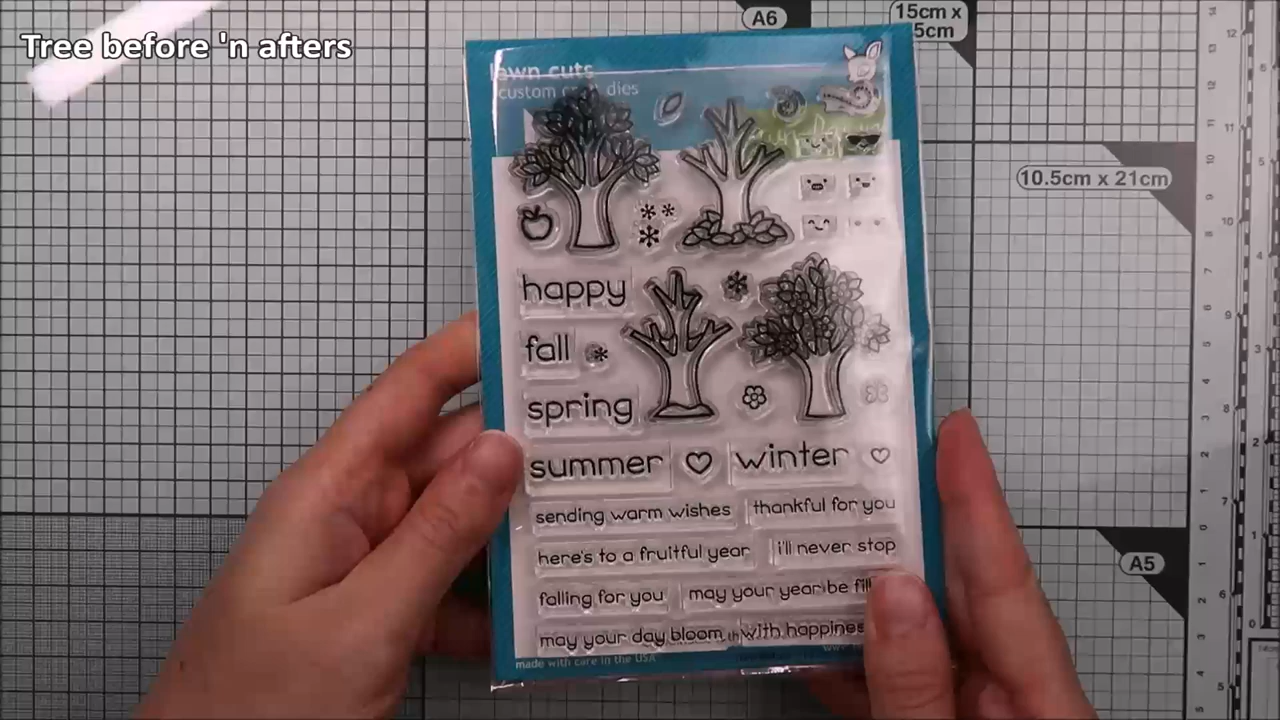 Tree before 'n afters
A6
15cm x
5cm
lawn cuts
custom craft dies
10.5cm x 21cm
happy
fall
spring
summer
winter
sending warm wishes
thankful for you
here's to a fruitful year
i'll never stop
A5
falling for you
may your year be fill
may your day bloom
with happines
made with care in the USA